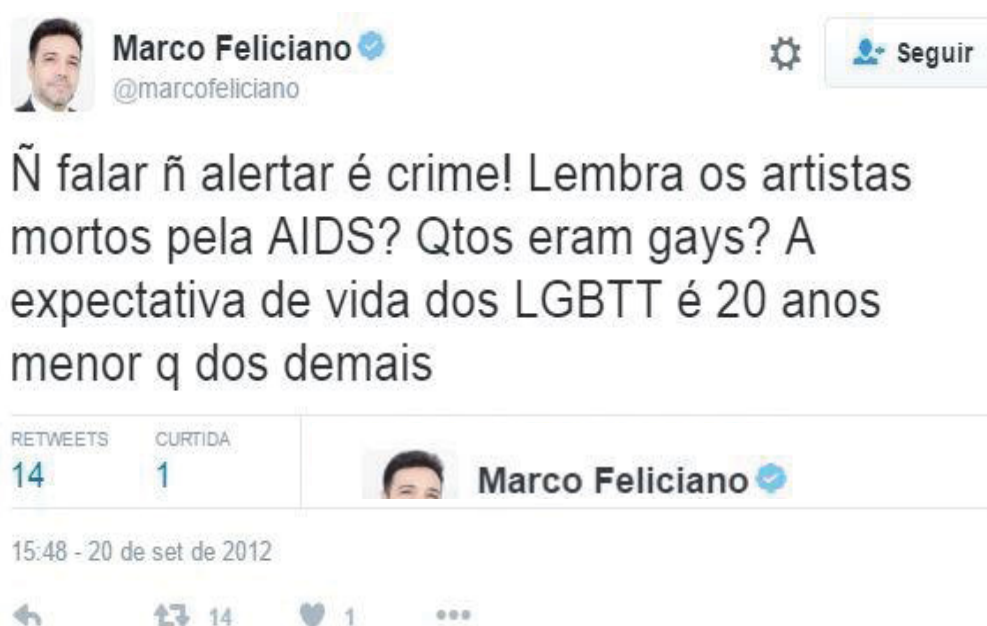 Marco Feliciano
@marcofeliciano
Seguir
Ñ falar ñ alertar é crime! Lembra os artistas
mortos pela AIDS? Qtos eram gays? A
expectativa de vida dos LGBTT é 20 anos
menor q dos demais
RETWEETS CURTIDA
14 1
Marco Feliciano
15:48 - 20 de set de 2012
14 1